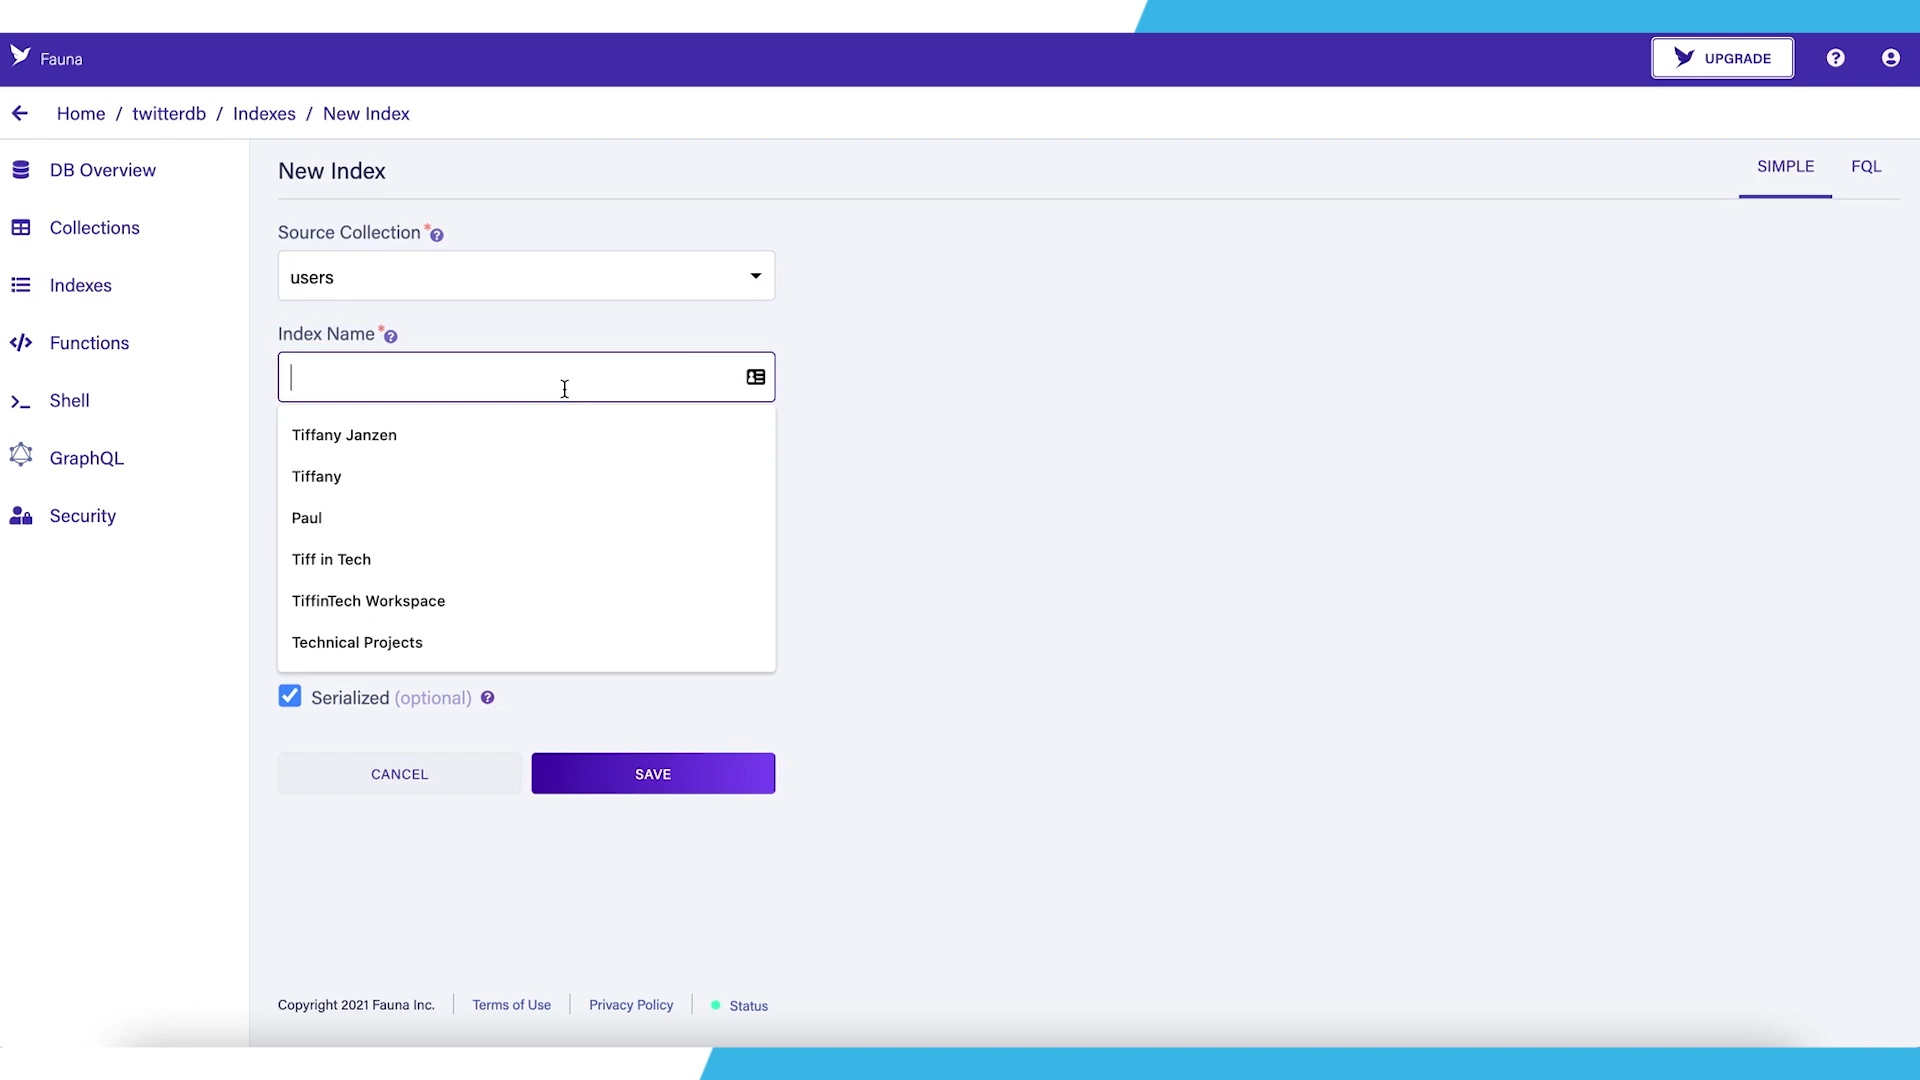 Fauna
UPGRADE
Home / twitterdb / Indexes / New Index
DB Overview
Collections
Indexes
Functions
Shell
GraphQL
Security
New Index
SIMPLE
FQL
Source Collection *
users
Index Name *
Tiffany Janzen
Tiffany
Paul
Tiff in Tech
TiffinTech Workspace
Technical Projects
Serialized (optional)
CANCEL
SAVE
Copyright 2021 Fauna Inc.
Terms of Use
Privacy Policy
Status